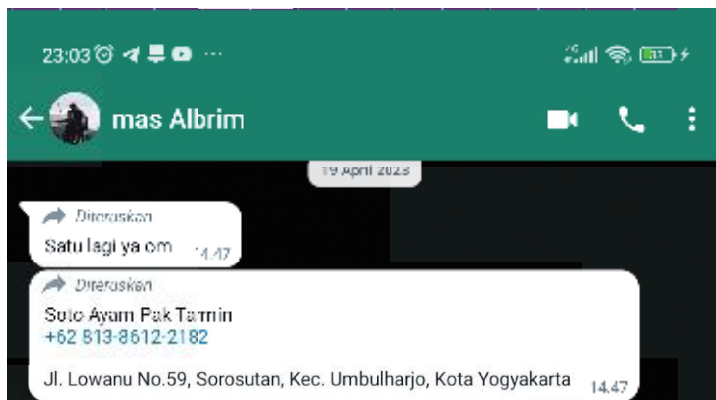 23:03
mas Albrim
19 April 2023
Diteruskan
Satu lagi ya om 14.47
Diteruskan
Soto Ayam Pak Tamin
+62 813-8612-2182
Jl. Lowanu No.59, Sorosutan, Kec. Umbulharjo, Kota Yogyakarta 14.47